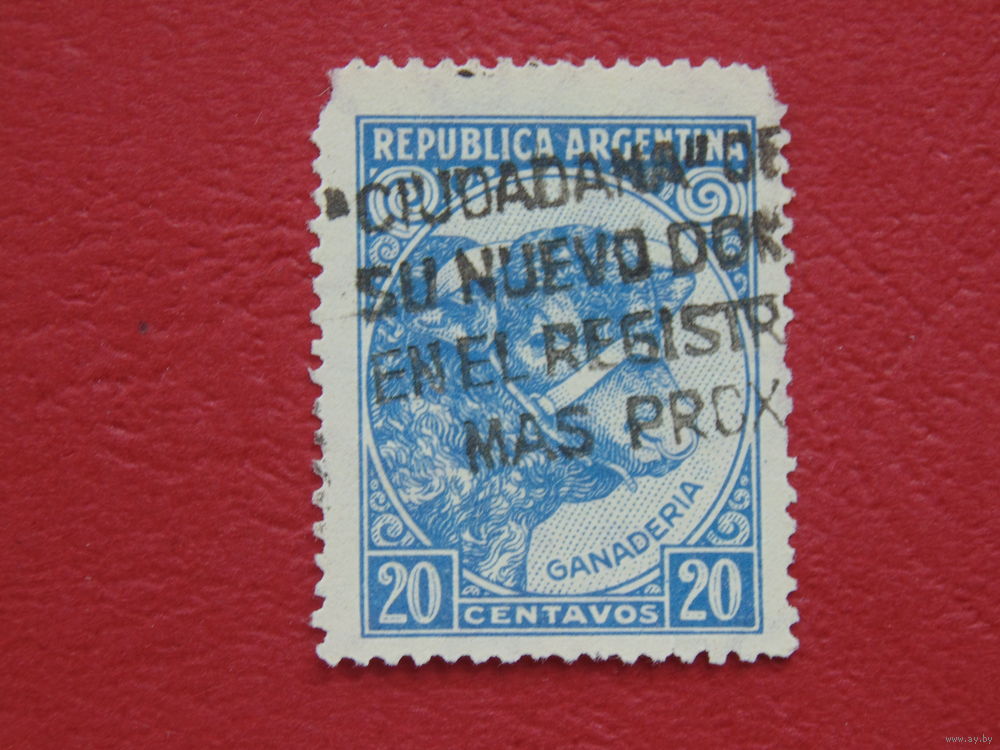 REPUBLICA ARGENTINA
"CIUDADANA" DE
SU NUEVO DOM
EN EL REGISTR
MAS PROX
GANADERIA
20 CENTAVOS 20
www.ay.by